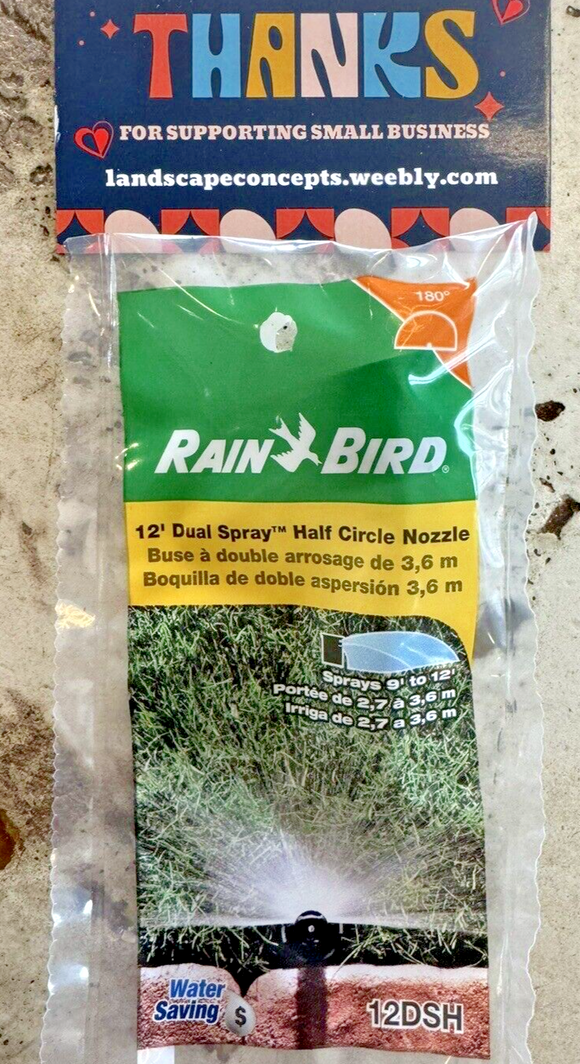 THANKS
FOR SUPPORTING SMALL BUSINESS
landscapeconcepts.weebly.com
180°
RAIN BIRD®
12' Dual Spray™ Half Circle Nozzle
Buse à double arrosage de 3,6 m
Boquilla de doble aspersión 3,6 m
Sprays 9' to 12'
Portée de 2,7 à 3,6 m
Irriga de 2,7 a 3,6 m
Water
Saving $
12DSH